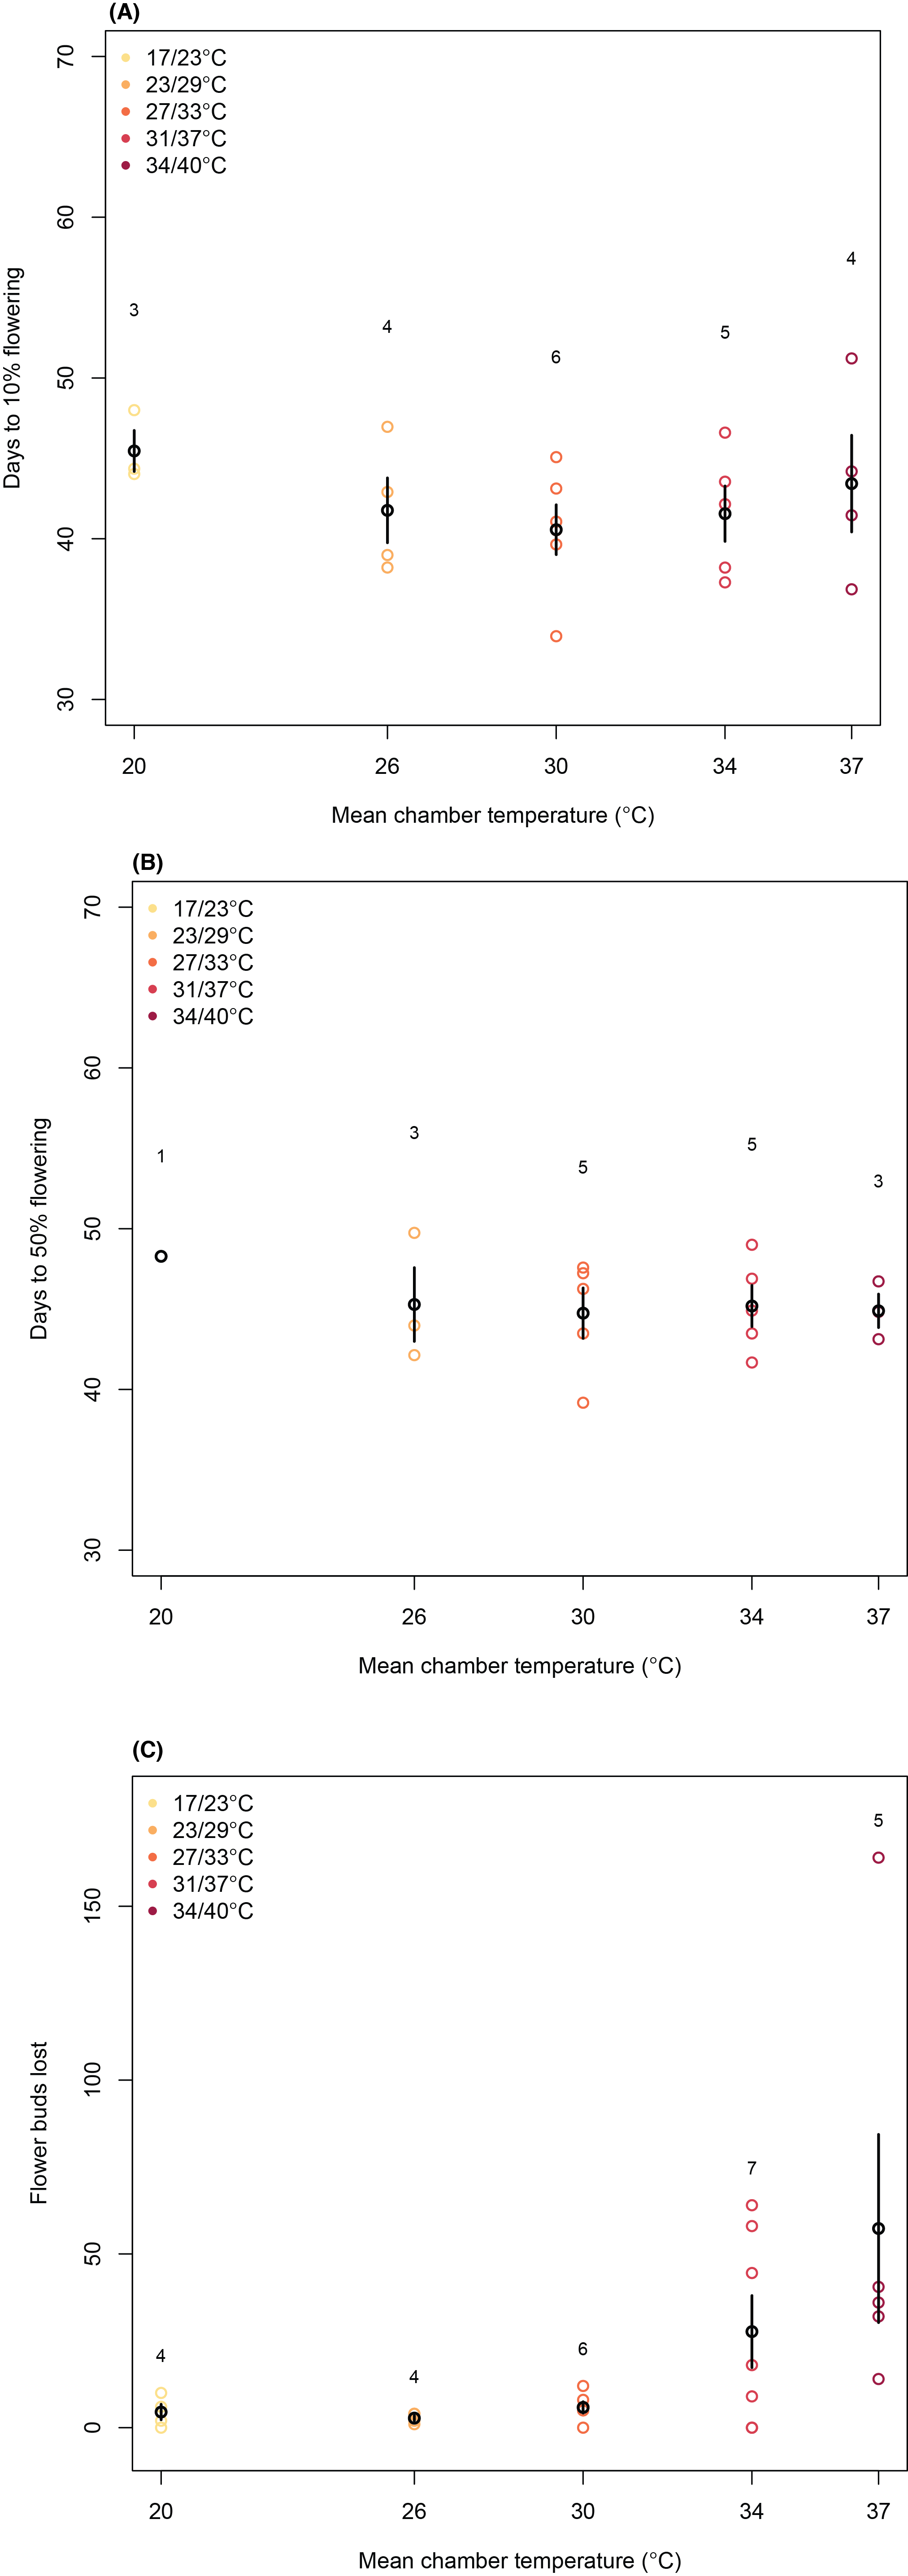 (A)
17/23°C
23/29°C
27/33°C
31/37°C
34/40°C
Days to 10% flowering
70
60
50
40
30
3
4
6
5
4
20 26 30 34 37
Mean chamber temperature (°C)
(B)
17/23°C
23/29°C
27/33°C
31/37°C
34/40°C
Days to 50% flowering
70
60
50
40
30
1
3
5
5
3
20 26 30 34 37
Mean chamber temperature (°C)
(C)
17/23°C
23/29°C
27/33°C
31/37°C
34/40°C
Flower buds lost
150
100
50
0
4
4
6
7
5
20 26 30 34 37
Mean chamber temperature (°C)